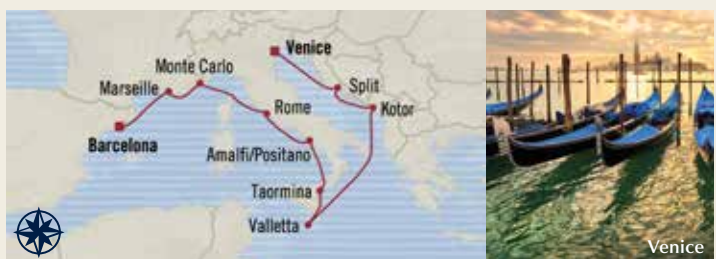 Venice
Monte Carlo
Split
Marseille
Rome
Kotor
Barcelona
Amalfi/Positano
Taormina
Valletta
Venice